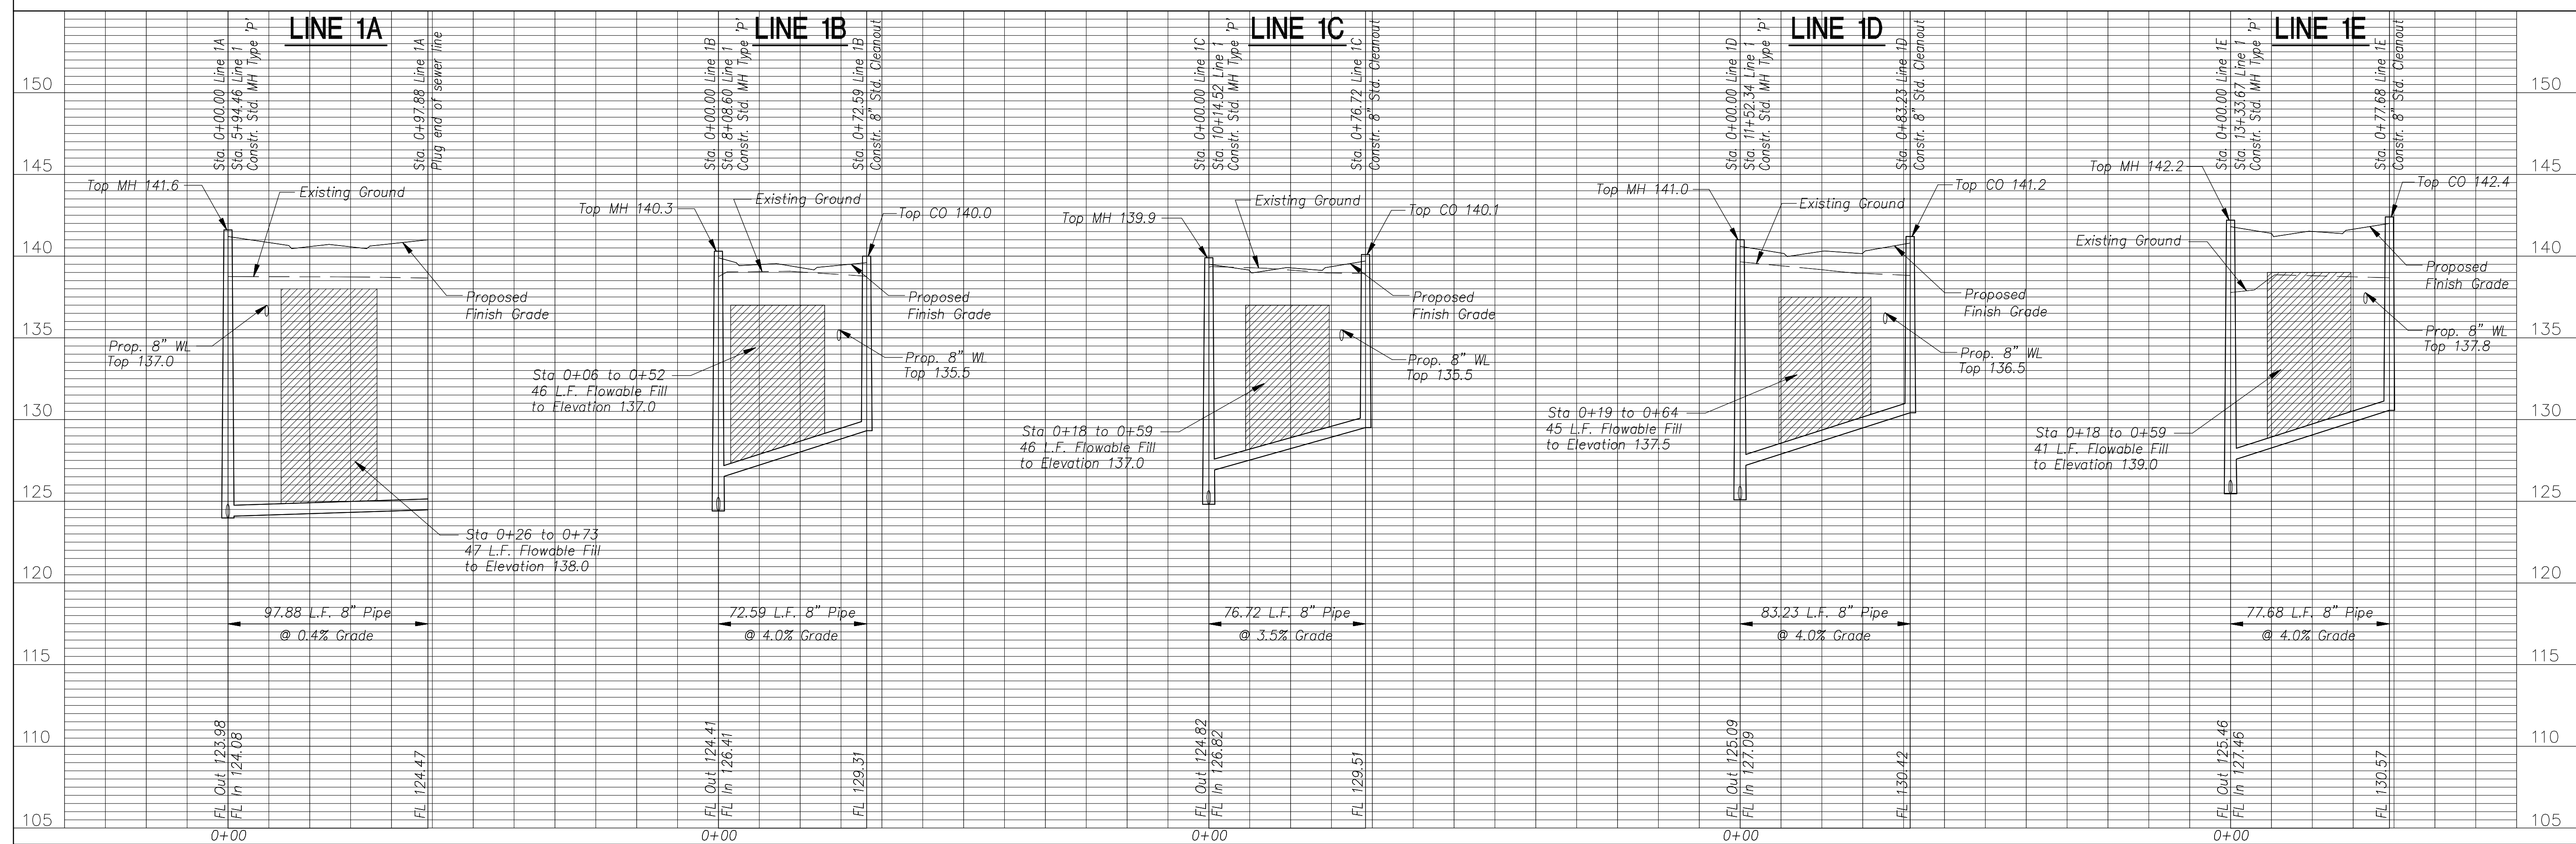 LINE 1A
Sta. 0+00.00 Line 1A
Sta. 5+94.46 Line 1
Constr. Std. MH Type 'P'
Sta. 0+97.88 Line 1A
Plug end of sewer line
Top MH 141.6
Existing Ground
Proposed
Finish Grade
Prop. 8" WL
Top 137.0
Sta 0+26 to 0+73
47 L.F. Flowable Fill
to Elevation 138.0
97.88 L.F. 8" Pipe
@ 0.4% Grade
FL Out 123.98
FL In 124.08
FL 124.47
0+00
LINE 1B
Sta. 0+00.00 Line 1B
Sta. 8+08.60 Line 1
Constr. Std. MH Type 'P'
Sta. 0+72.59 Line 1B
Constr. 8" Std. Cleanout
Top MH 140.3
Existing Ground
Top CO 140.0
Proposed
Finish Grade
Prop. 8" WL
Top 135.5
Sta 0+06 to 0+52
46 L.F. Flowable Fill
to Elevation 137.0
72.59 L.F. 8" Pipe
@ 4.0% Grade
FL Out 124.41
FL In 126.41
FL 129.31
0+00
LINE 1C
Sta. 0+00.00 Line 1C
Sta. 10+14.52 Line 1
Constr. Std. MH Type 'P'
Sta. 0+76.72 Line 1C
Constr. 8" Std. Cleanout
Top MH 139.9
Existing Ground
Top CO 140.1
Proposed
Finish Grade
Prop. 8" WL
Top 135.5
Sta 0+18 to 0+59
46 L.F. Flowable Fill
to Elevation 137.0
76.72 L.F. 8" Pipe
@ 3.5% Grade
FL Out 124.82
FL In 126.82
FL 129.51
0+00
LINE 1D
Sta. 0+00.00 Line 1D
Sta. 11+52.34 Line 1
Constr. Std. MH Type 'P'
Sta. 0+83.23 Line 1D
Constr. 8" Std. Cleanout
Top MH 141.0
Existing Ground
Top CO 141.2
Proposed
Finish Grade
Prop. 8" WL
Top 136.5
Sta 0+19 to 0+64
45 L.F. Flowable Fill
to Elevation 137.5
83.23 L.F. 8" Pipe
@ 4.0% Grade
FL Out 125.09
FL In 127.09
FL 130.42
0+00
LINE 1E
Sta. 0+00.00 Line 1E
Sta. 13+33.67 Line 1
Constr. Std. MH Type 'P'
Sta. 0+77.68 Line 1E
Constr. 8" Std. Cleanout
Top MH 142.2
Existing Ground
Top CO 142.4
Proposed
Finish Grade
Prop. 8" WL
Top 137.8
Sta 0+18 to 0+59
41 L.F. Flowable Fill
to Elevation 139.0
77.68 L.F. 8" Pipe
@ 4.0% Grade
FL Out 125.46
FL In 127.46
FL 130.57
0+00
150
145
140
135
130
125
120
115
110
105
150
145
140
135
130
125
120
115
110
105